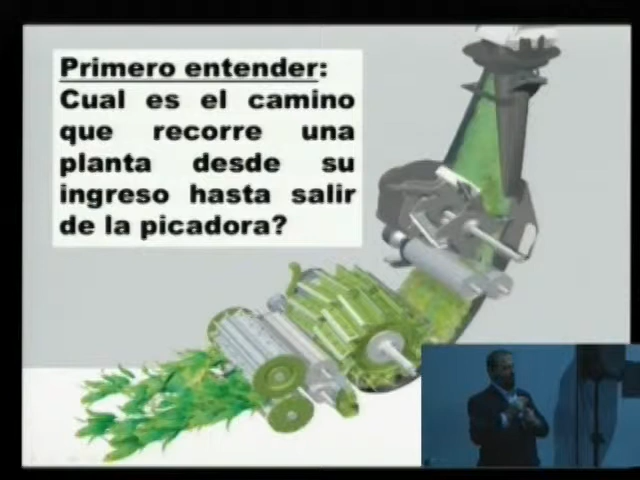 Primero entender:
Cual es el camino
que recorre una
planta desde su
ingreso hasta salir
de la picadora?